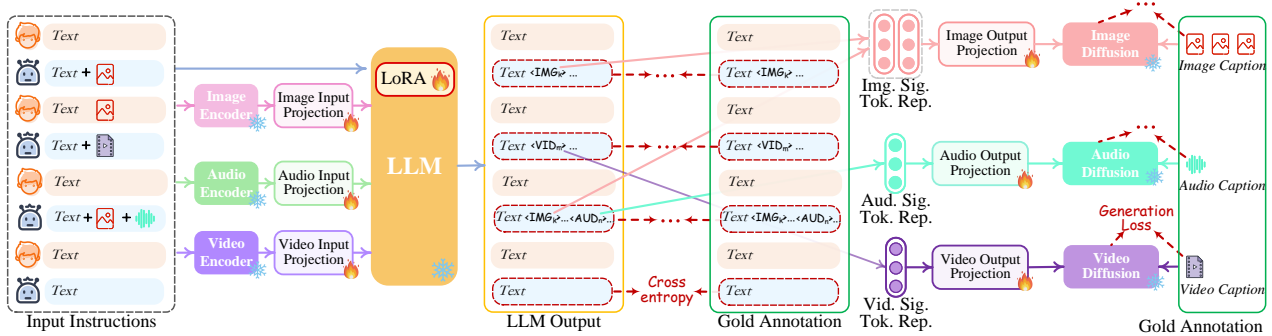 Text
Text +
Text
Text +
Text
Text + +
Text
Text
Input Instructions
Image
Encoder
Image Input
Projection
Audio
Encoder
Audio Input
Projection
Video
Encoder
Video Input
Projection
LoRA
LLM
Text
Text <IMGₖ> ...
Text
Text <VIDₘ> ...
Text
Text <IMGₖ>...<AUDₙ>..
Text
Text
LLM Output
...
...
...
Cross
entropy
Text
Text <IMGₖ> ...
Text
Text <VIDₘ> ...
Text
Text <IMGₖ>...<AUDₙ>..
Text
Text
Gold Annotation
Img. Sig.
Tok. Rep.
Aud. Sig.
Tok. Rep.
Vid. Sig.
Tok. Rep.
Image Output
Projection
Audio Output
Projection
Video Output
Projection
Image
Diffusion
Audio
Diffusion
Generation
Loss
Video
Diffusion
...
...
Image Caption
Audio Caption
Video Caption
Gold Annotation